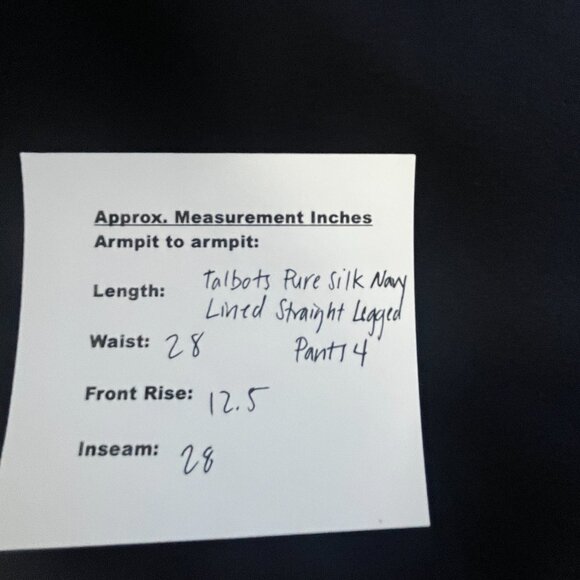 Approx. Measurement Inches
Armpit to armpit:
Length: Talbots Pure Silk Navy
Lined Straight Legged
Waist: 28 Pants 4
Front Rise: 12.5
Inseam: 28